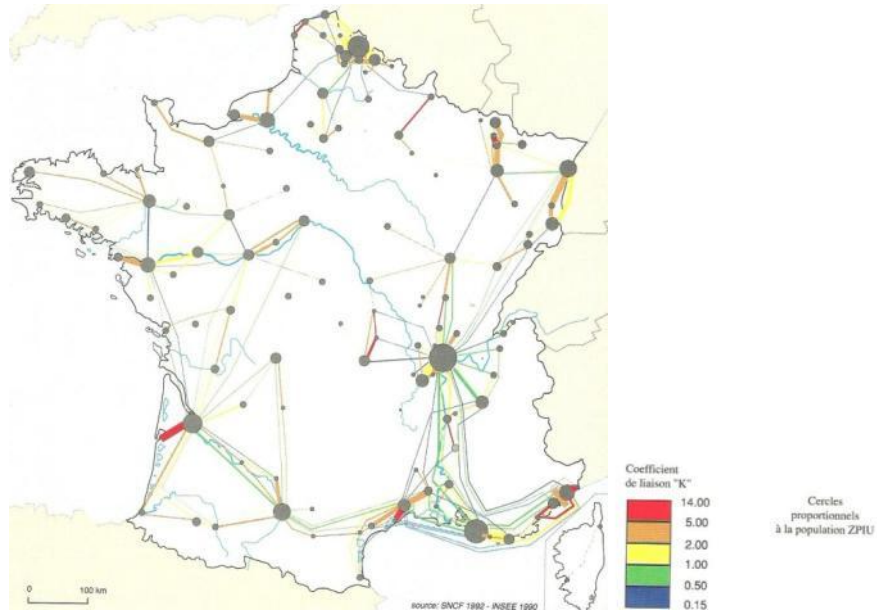 Coefficient
de liaison "K"
14.00
5.00
2.00
1.00
0.50
0.15
Cercles
proportionnels
à la population ZPIU
0 100 km
source: SNCF 1992 - INSEE 1990